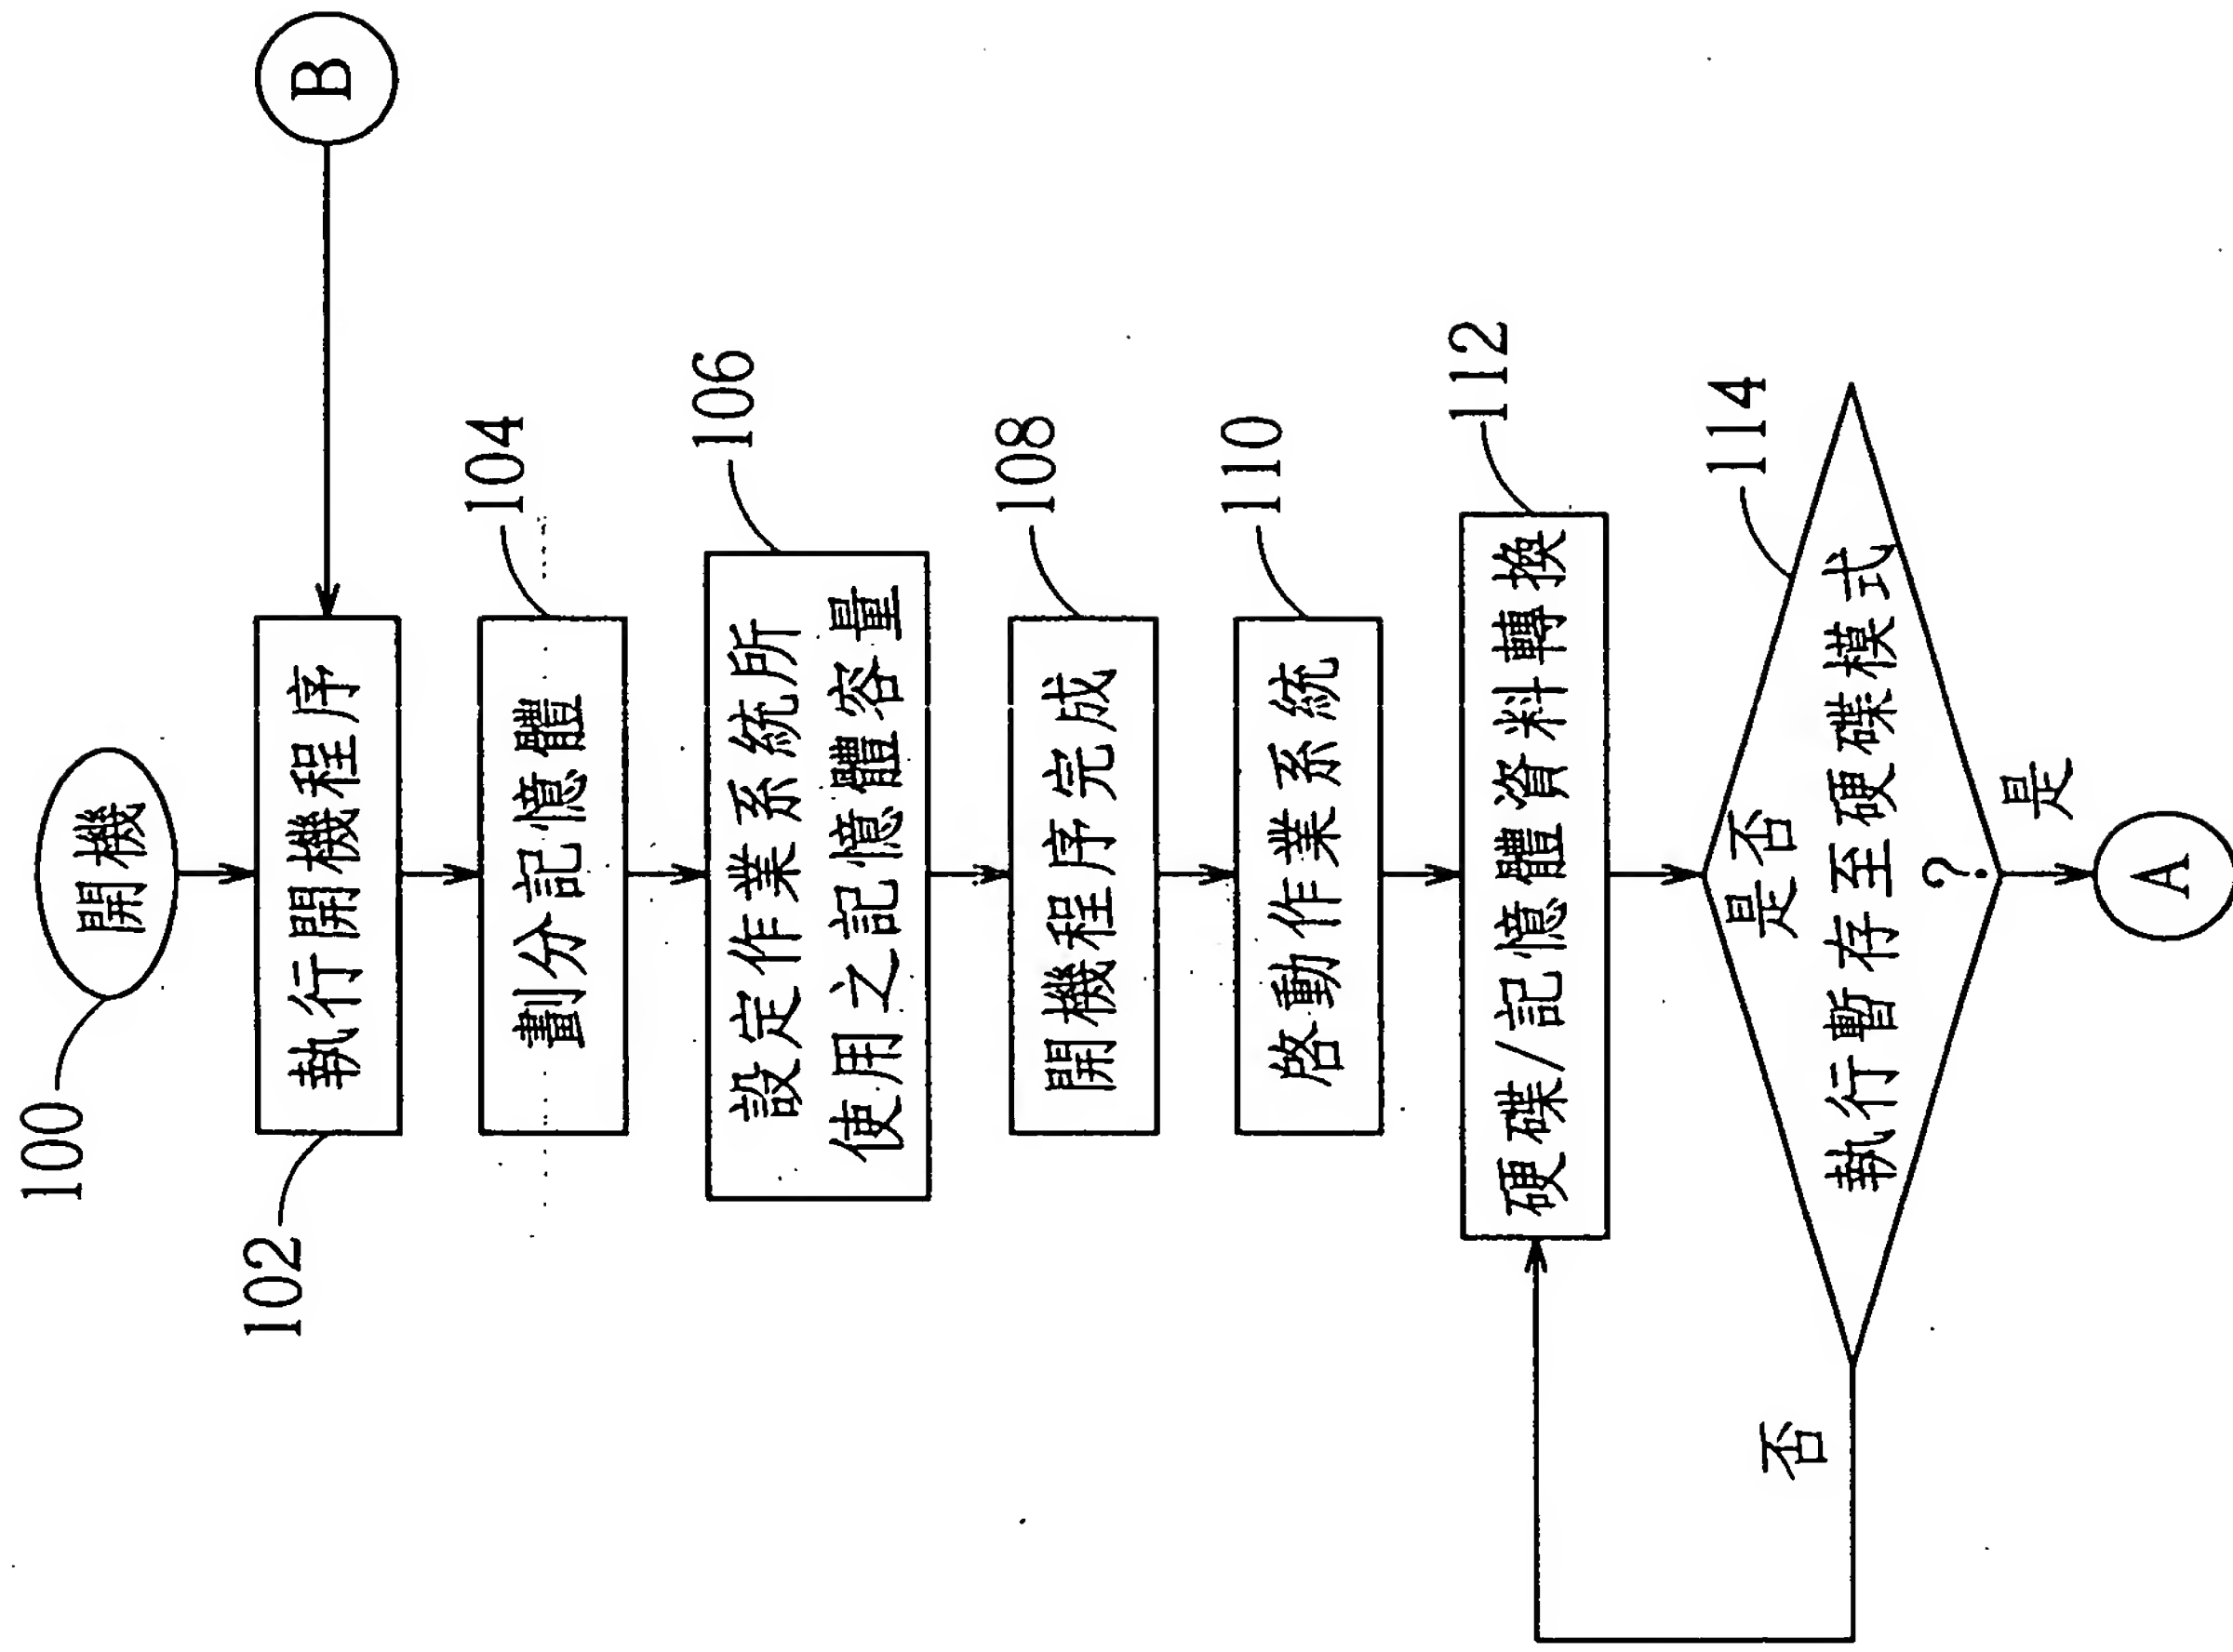 開機
100
B
執行開機程序
102
劃分記憶體
104
設定作業系統所
使用之記憶體容量
106
開機程序完成
108
啓動作業系統
110
硬碟/記憶體資料轉換
112
是否
執行暫存至硬碟模式
?
114
否
是
A